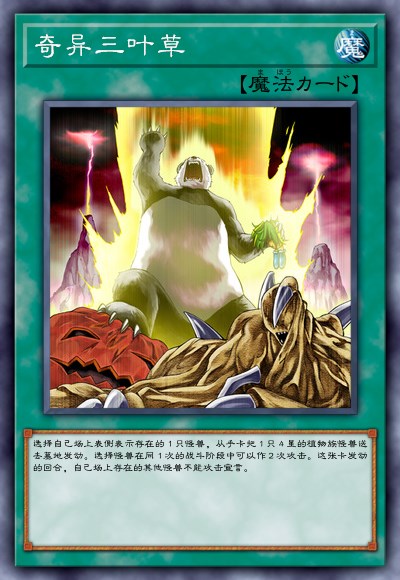 奇异三叶草
魔
【魔法カード】
ま ほう
选择自己场上表侧表示存在的1只怪兽，从手卡把1只4星的植物族怪兽送
去墓地发动。选择怪兽在同1次的战斗阶段中可以作2次攻击。这张卡发动
的回合，自己场上存在的其他怪兽不能攻击宣言。